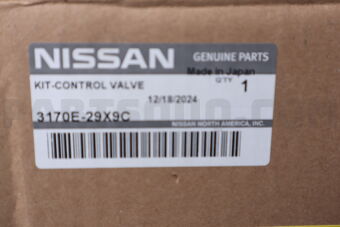 NISSAN
GENUINE PARTS
Made in Japan
KIT-CONTROL VALVE
Q'TY
1
12/18/2024
3170E-29X9C
NISSAN NORTH AMERICA, INC.